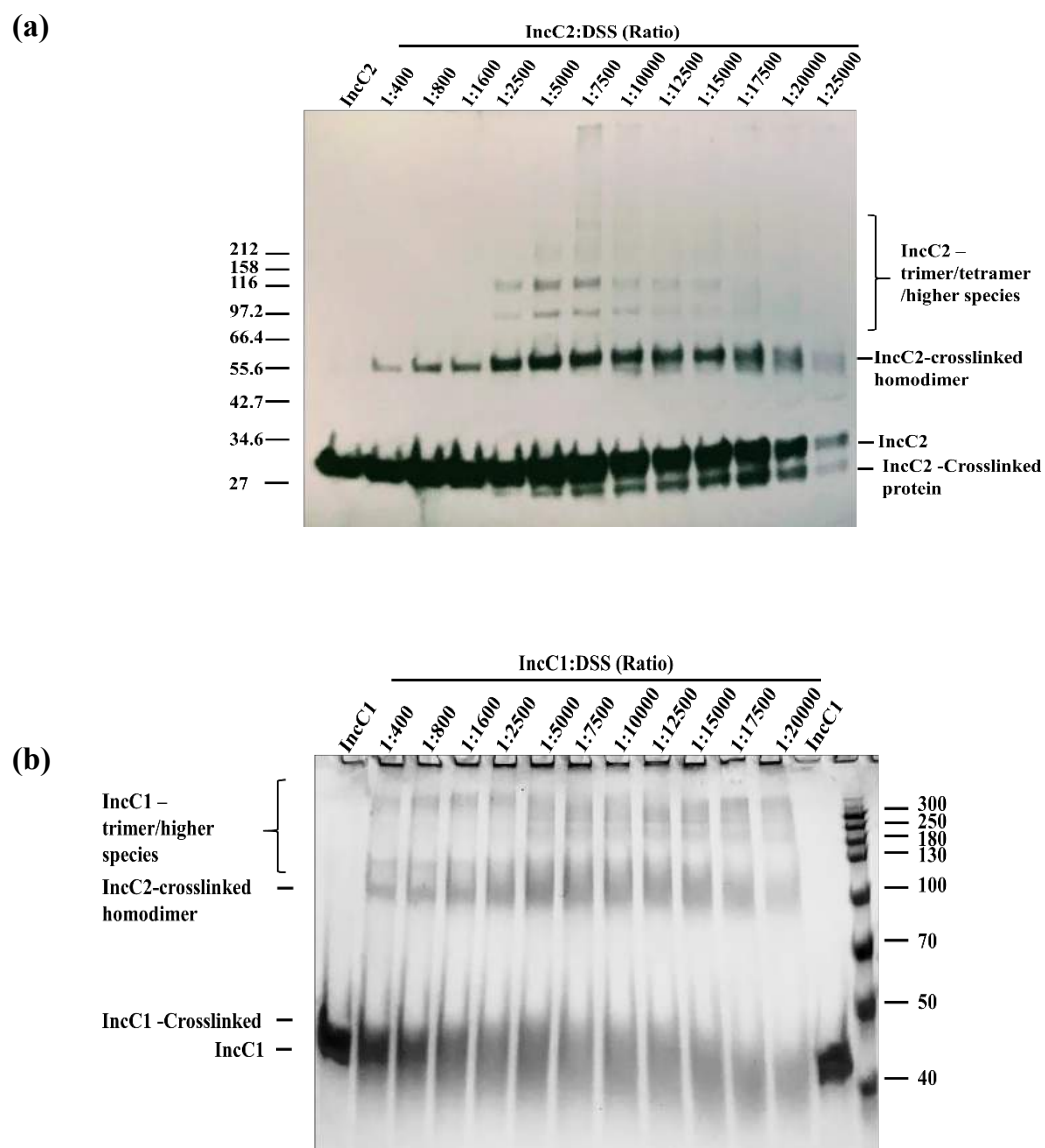 (a)
IncC2:DSS (Ratio)
IncC2
1:400
1:800
1:1600
1:2500
1:5000
1:7500
1:10000
1:12500
1:15000
1:17500
1:20000
1:25000
212
158
116
97.2
66.4
55.6
42.7
34.6
27
IncC2 –
trimer/tetramer
/higher species
IncC2-crosslinked
homodimer
IncC2
IncC2 -Crosslinked
protein
IncC1:DSS (Ratio)
IncC1
1:400
1:800
1:1600
1:2500
1:5000
1:7500
1:10000
1:12500
1:15000
1:17500
1:20000
IncC1
(b)
IncC1 –
trimer/higher
species
IncC2-crosslinked
homodimer
IncC1 -Crosslinked
IncC1
300
250
180
130
100
70
50
40